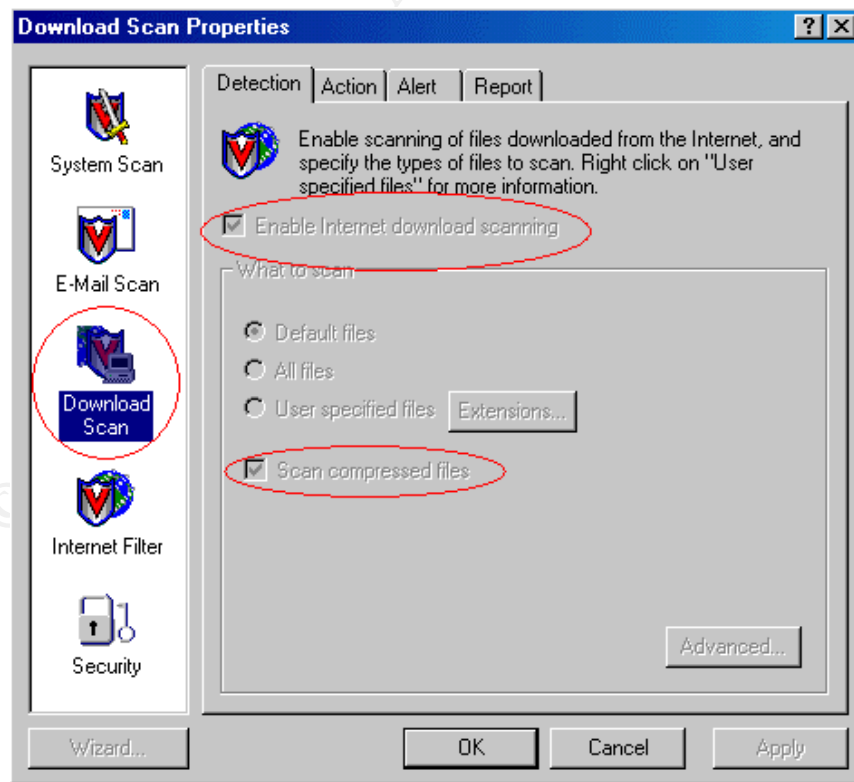 Download Scan Properties
System Scan
E-Mail Scan
Download
Scan
Internet Filter
Security
Detection
Action
Alert
Report
Enable scanning of files downloaded from the Internet, and
specify the types of files to scan. Right click on "User
specified files" for more information.
Enable Internet download scanning
What to scan
Default files
All files
User specified files
Extensions...
Scan compressed files
Advanced...
Wizard...
OK
Cancel
Apply